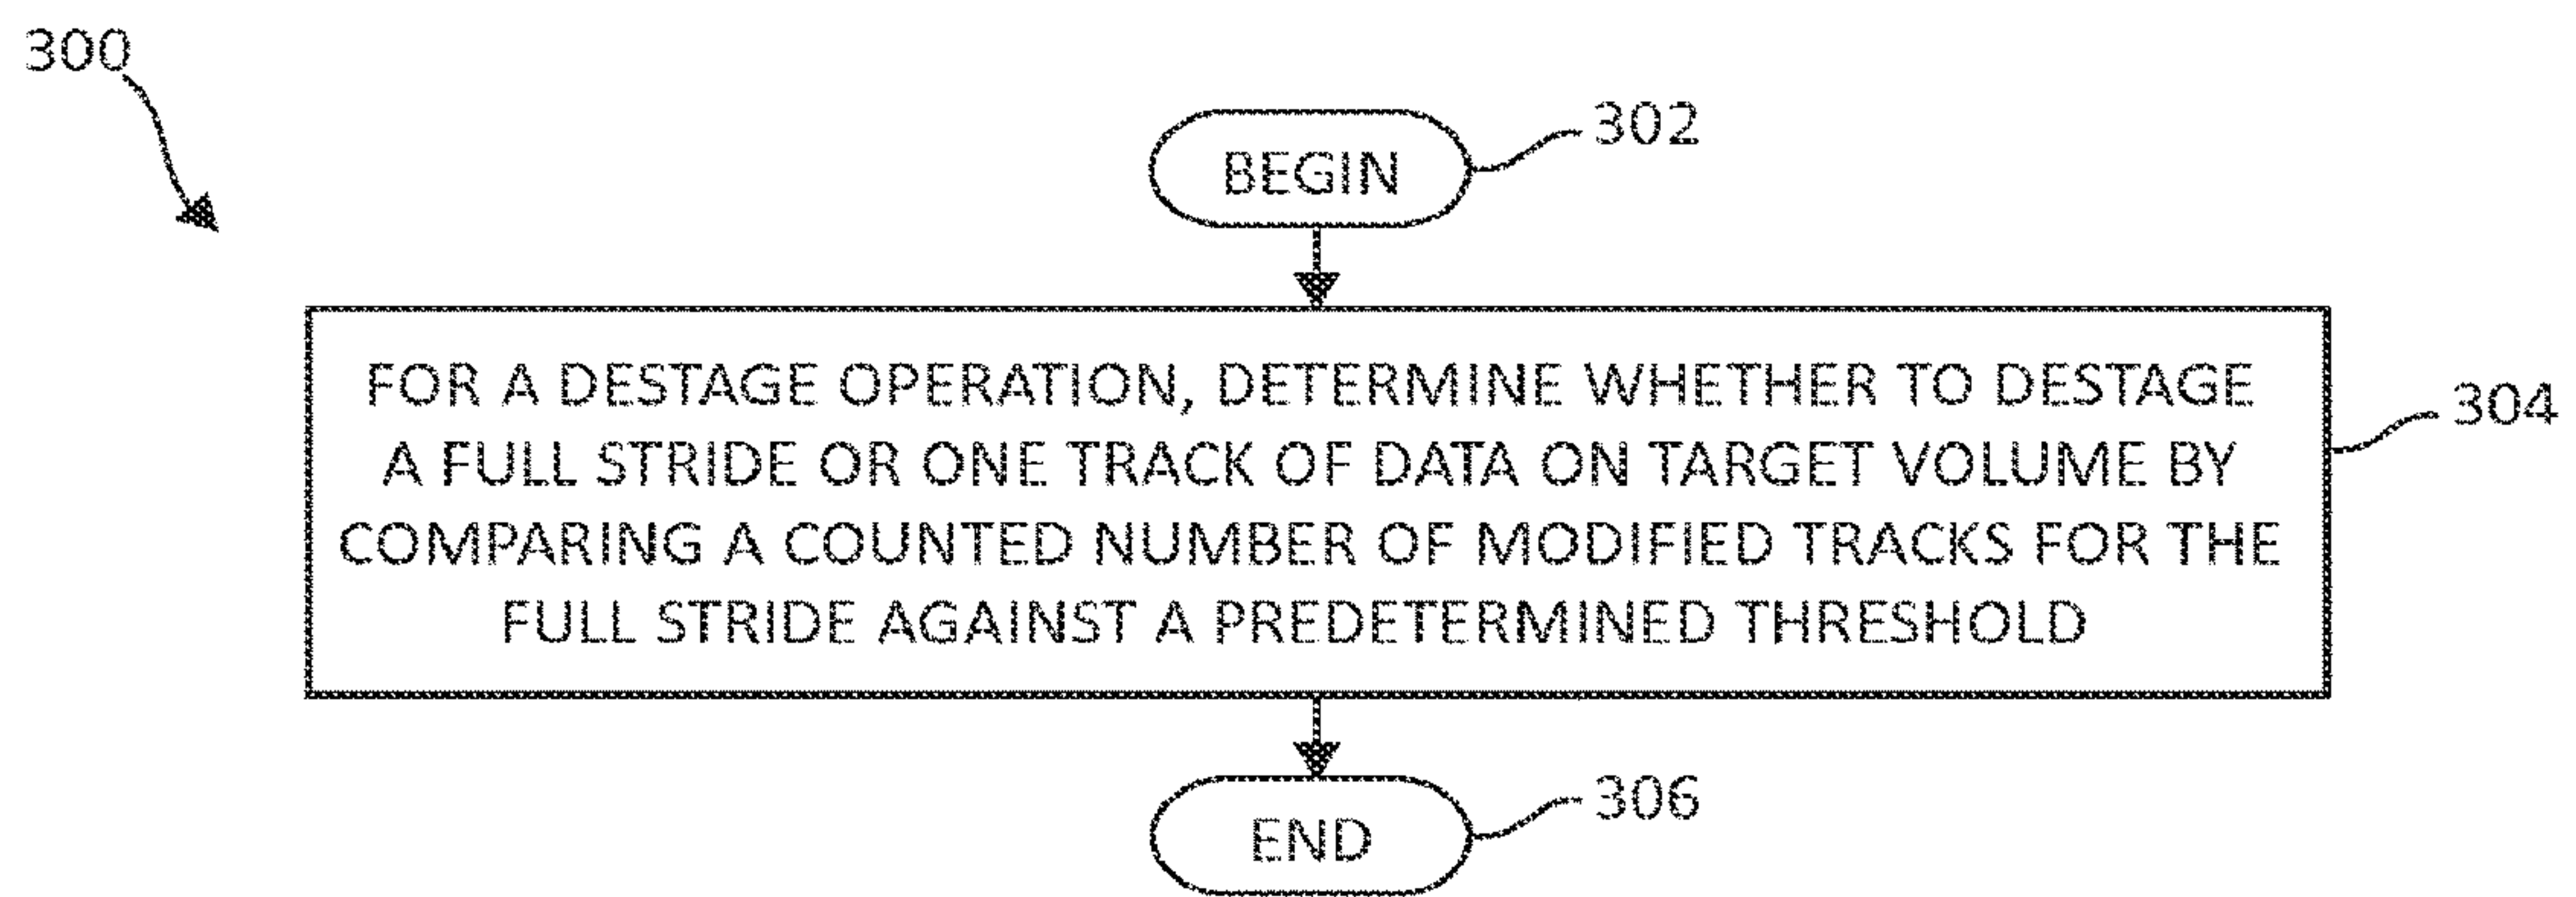 300
302
BEGIN
FOR A DESTAGE OPERATION, DETERMINE WHETHER TO DESTAGE
A FULL STRIDE OR ONE TRACK OF DATA ON TARGET VOLUME BY
COMPARING A COUNTED NUMBER OF MODIFIED TRACKS FOR THE
FULL STRIDE AGAINST A PREDETERMINED THRESHOLD
304
306
END